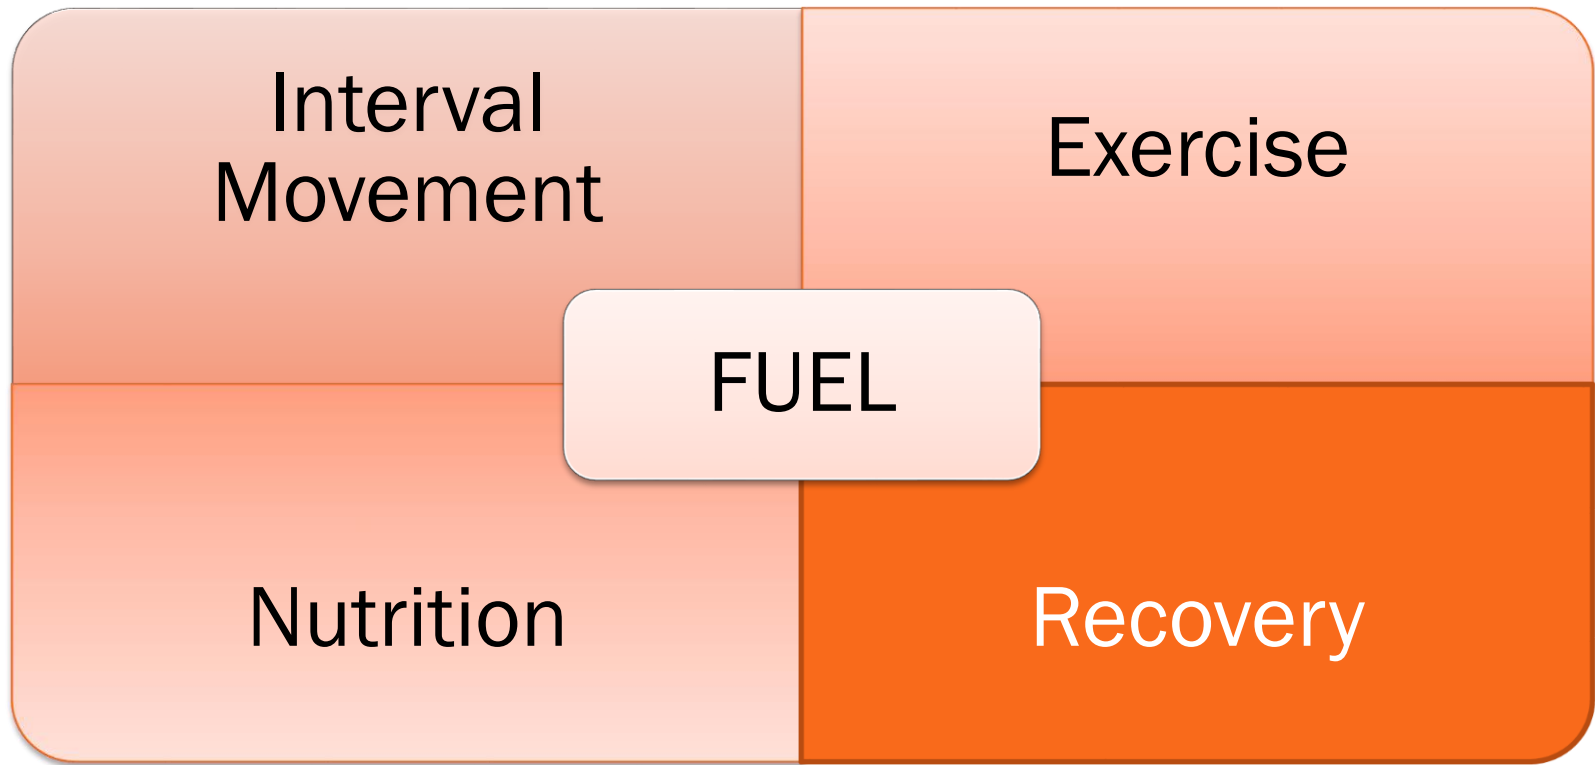 Interval
Movement
Exercise
FUEL
Nutrition
Recovery